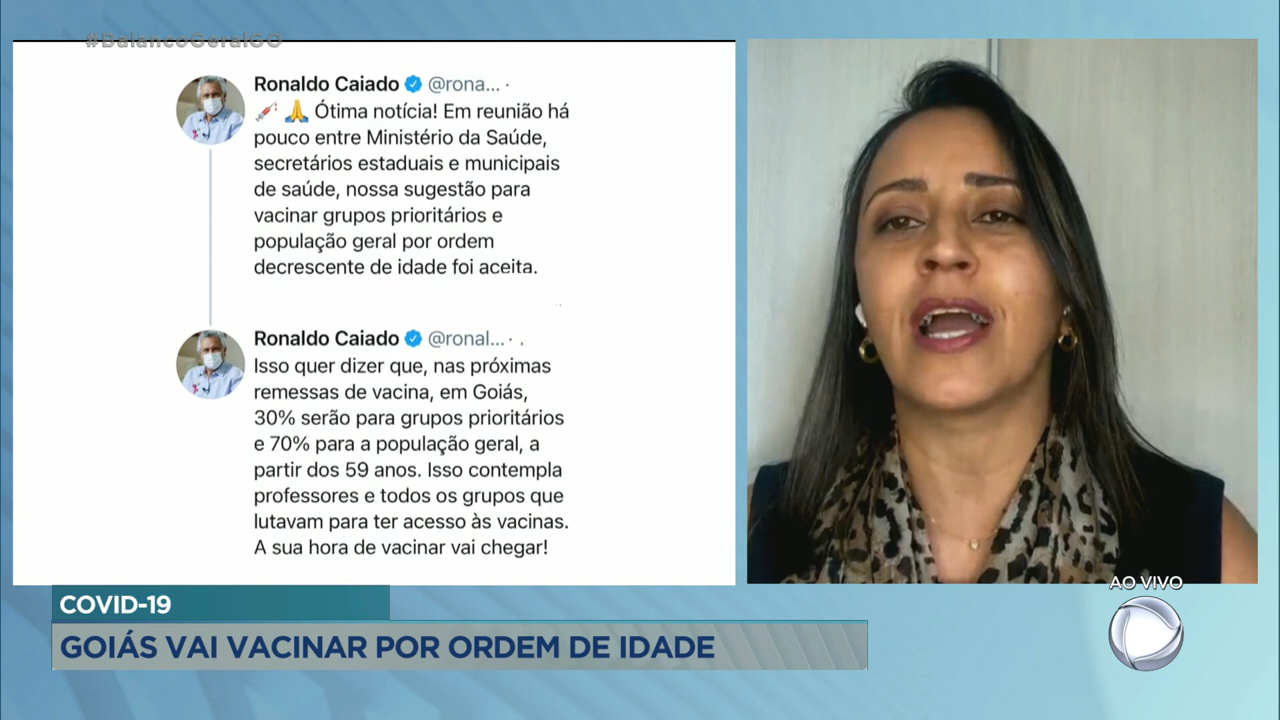 #BalançoGeralGO
Ronaldo Caiado @rona... ·
Ótima notícia! Em reunião há
pouco entre Ministério da Saúde,
secretários estaduais e municipais
de saúde, nossa sugestão para
vacinar grupos prioritários e
população geral por ordem
decrescente de idade foi aceita.
Ronaldo Caiado @ronal... ·
Isso quer dizer que, nas próximas
remessas de vacina, em Goiás,
30% serão para grupos prioritários
e 70% para a população geral, a
partir dos 59 anos. Isso contempla
professores e todos os grupos que
lutavam para ter acesso às vacinas.
A sua hora de vacinar vai chegar!
AO VIVO
COVID-19
GOIÁS VAI VACINAR POR ORDEM DE IDADE